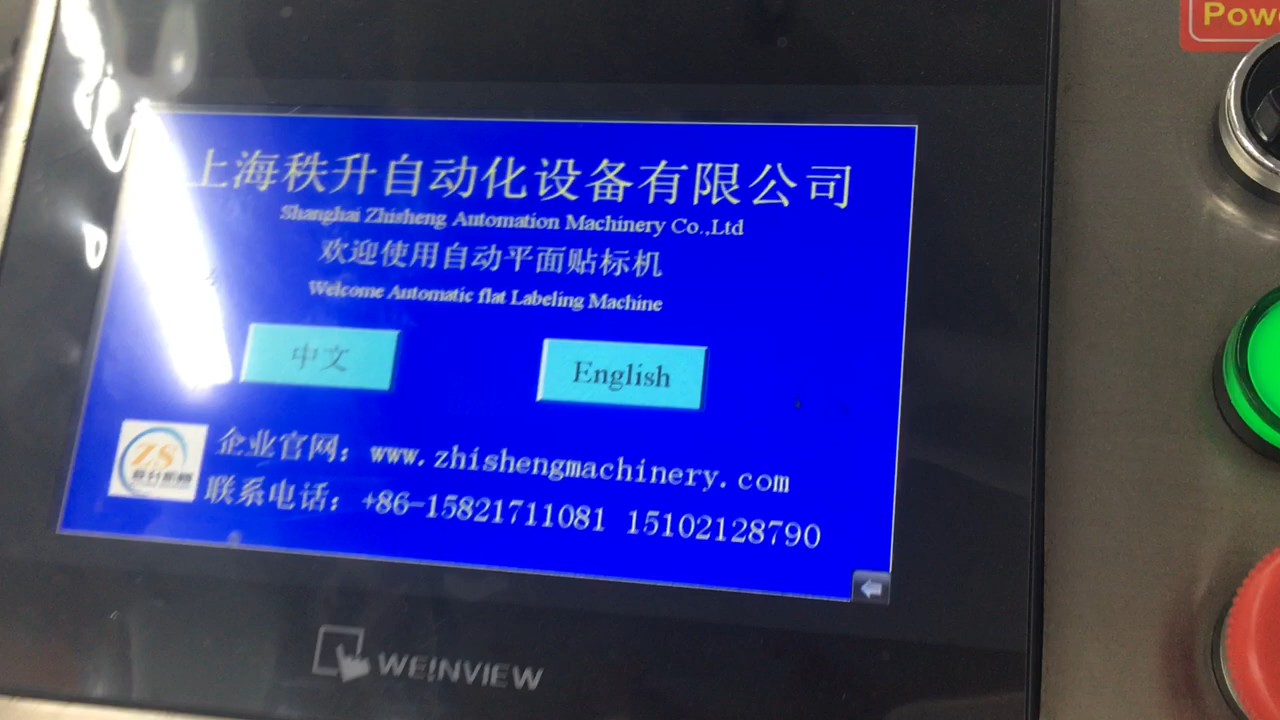 Powe
上海秩升自动化设备有限公司
Shanghai Zhisheng Automation Machinery Co.,Ltd
欢迎使用自动平面贴标机
Welcome Automatic flat Labeling Machine
中文
English
ZS
企业官网：www.zhishengmachinery.com
联系电话：+86-15821711081 15102128790
WEINVIEW